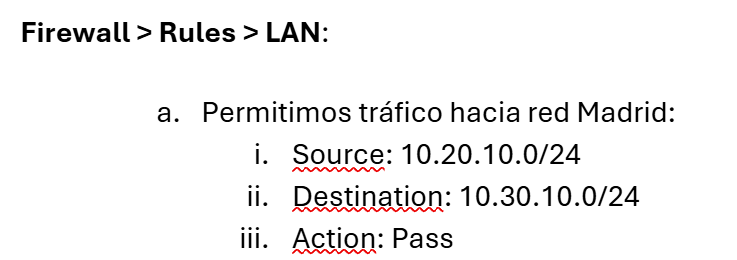 Firewall > Rules > LAN:
a. Permitimos tráfico hacia red Madrid:
i. Source: 10.20.10.0/24
ii. Destination: 10.30.10.0/24
iii. Action: Pass